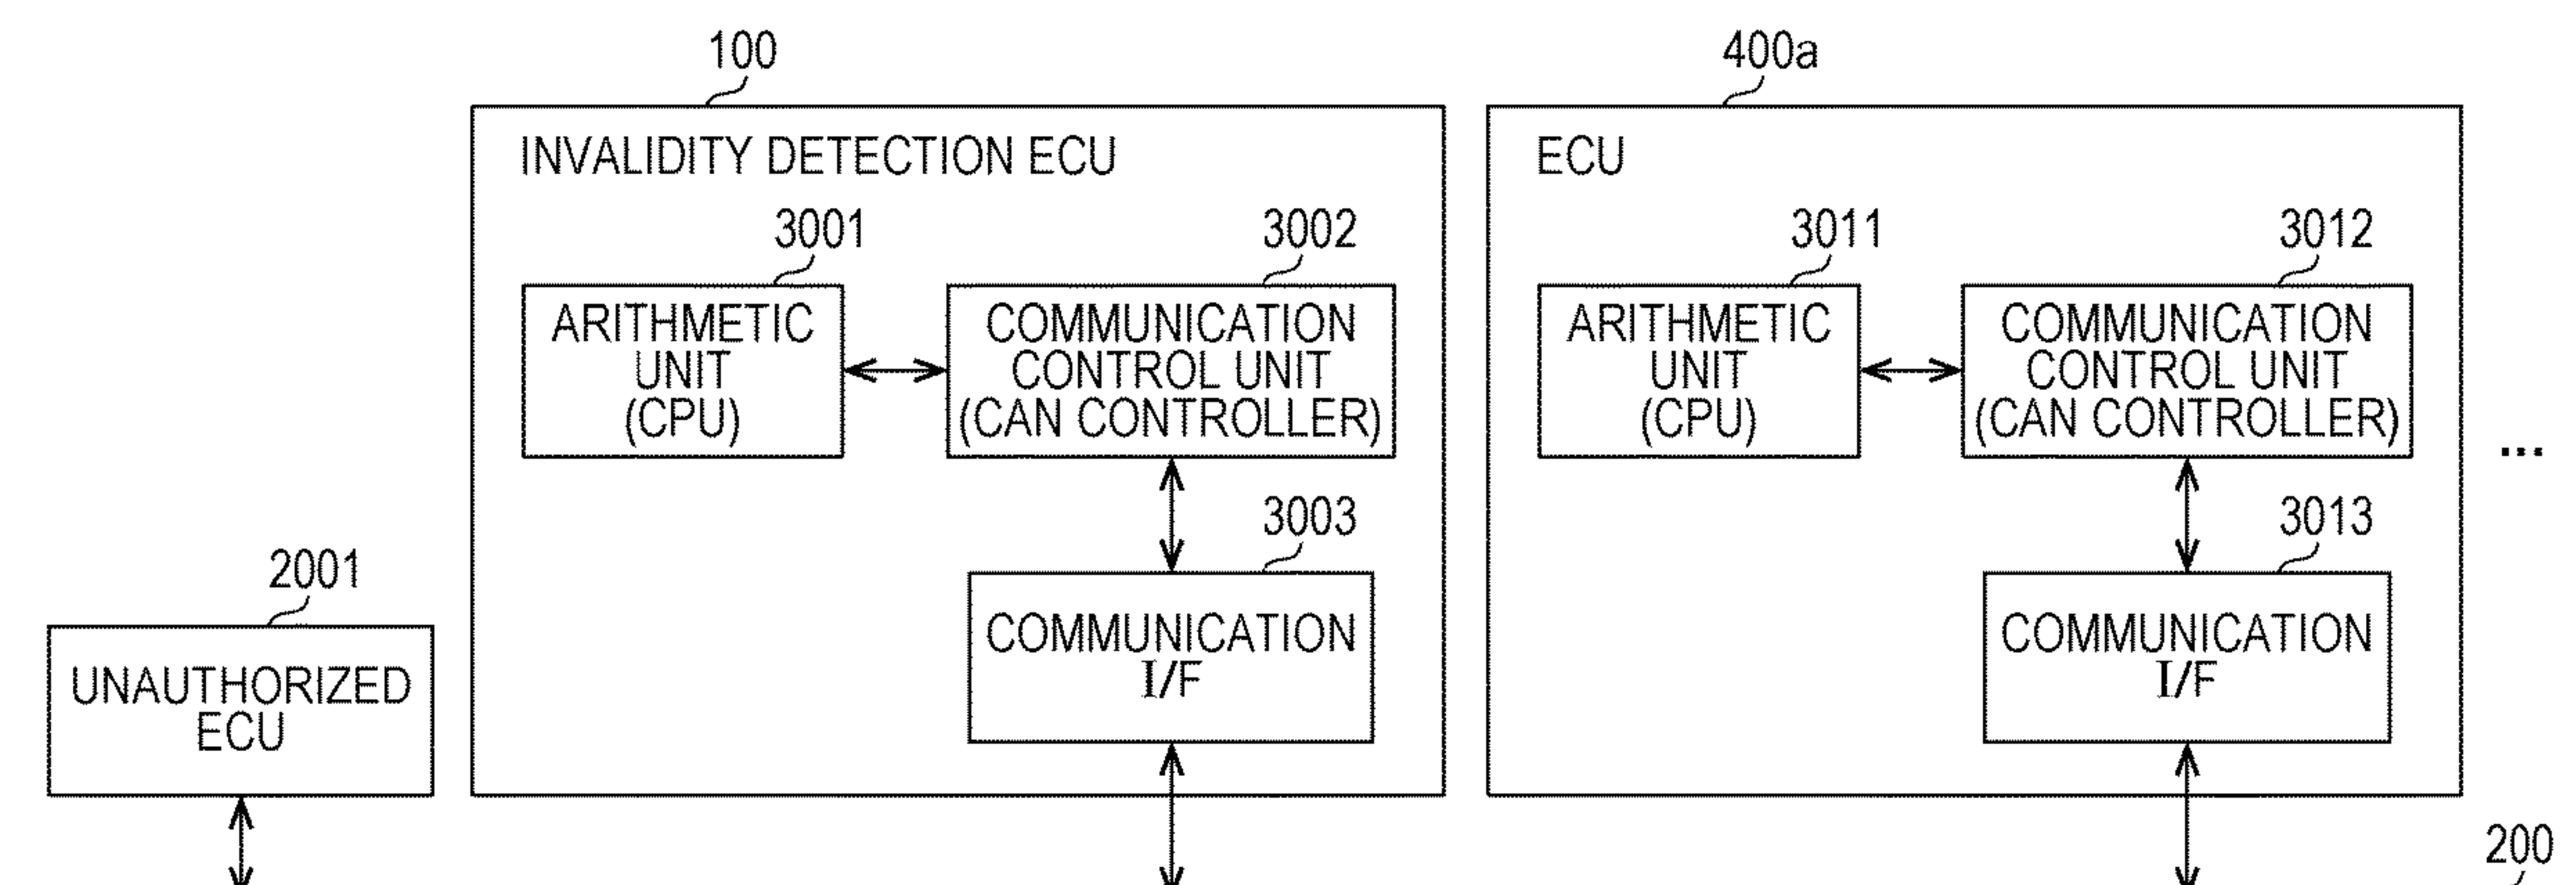 100
400a
INVALIDITY DETECTION ECU
ECU
3001
3002
3011
3012
ARITHMETIC
UNIT
(CPU)
COMMUNICATION
CONTROL UNIT
(CAN CONTROLLER)
ARITHMETIC
UNIT
(CPU)
COMMUNICATION
CONTROL UNIT
(CAN CONTROLLER)
...
3003
3013
2001
COMMUNICATION
I/F
COMMUNICATION
I/F
UNAUTHORIZED
ECU
200